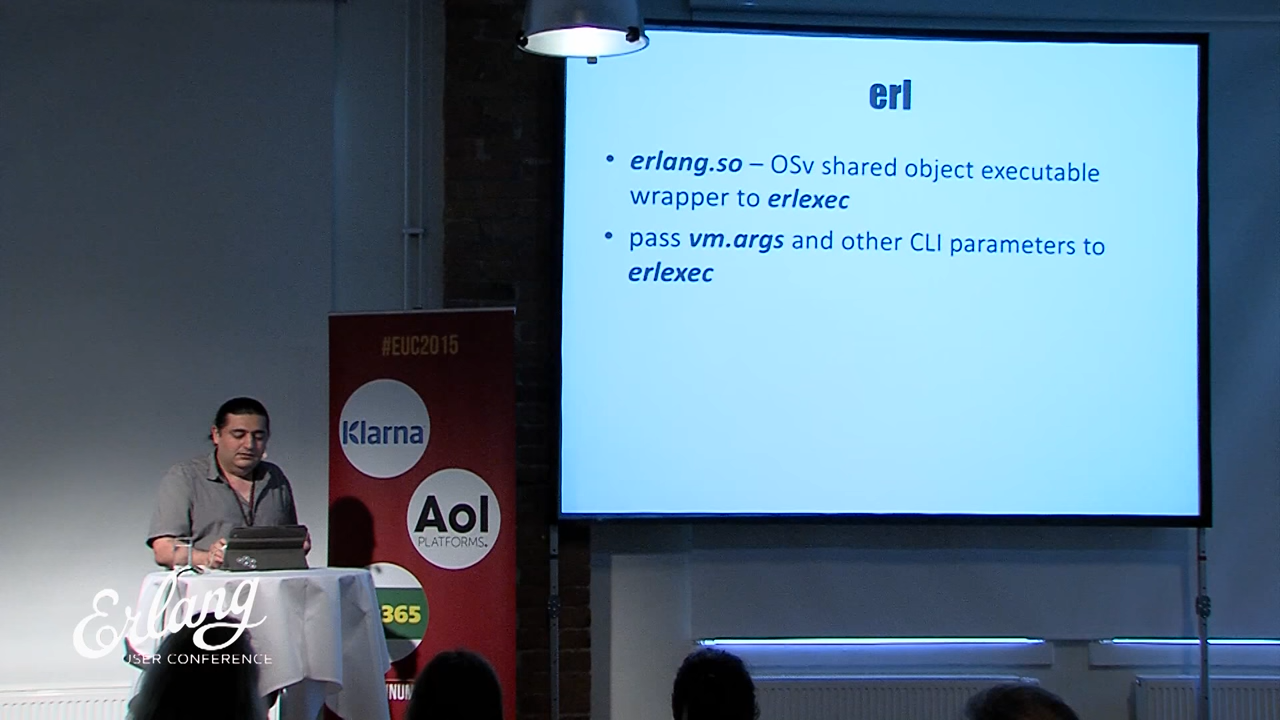 erl
• erlang.so – OSv shared object executable
wrapper to erlexec
• pass vm.args and other CLI parameters to
erlexec
#EUC2015
Klarna
Aol
PLATFORMS.
365
Erlang
USER CONFERENCE